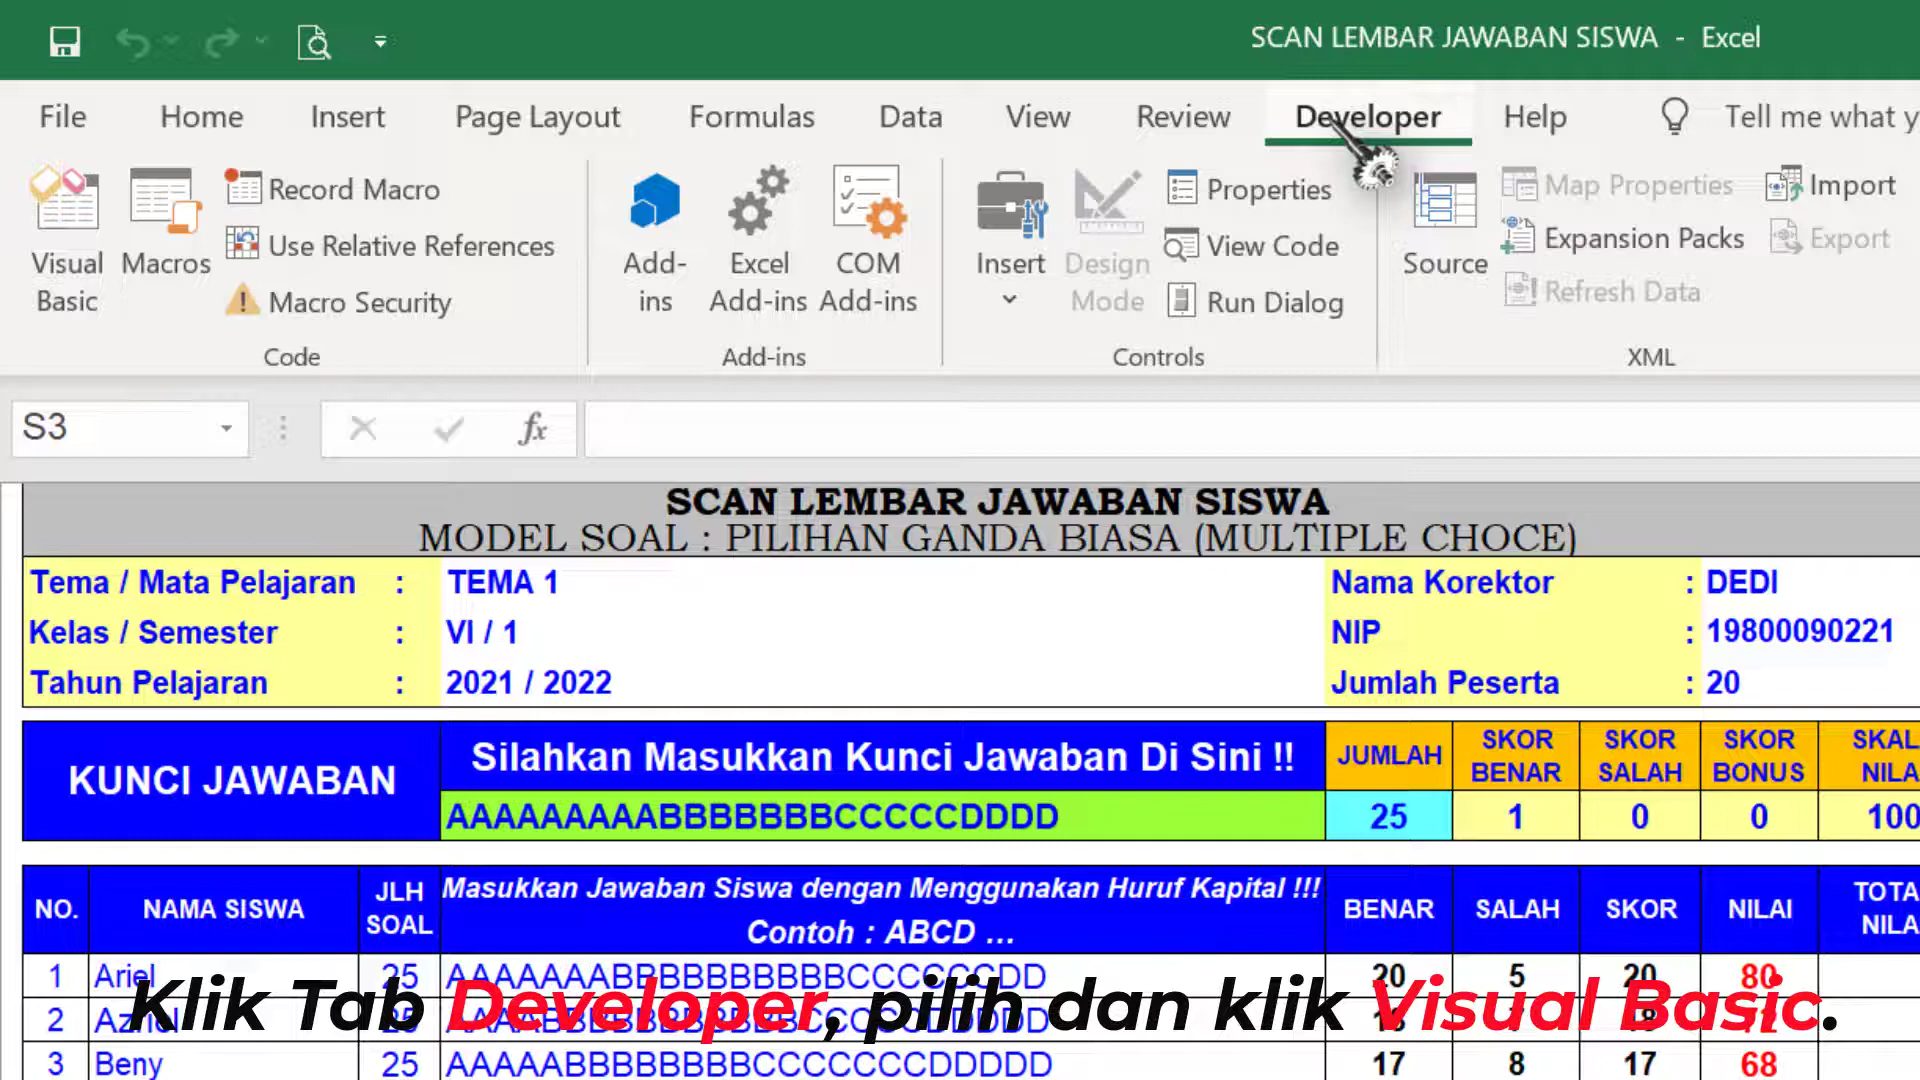 SCAN LEMBAR JAWABAN SISWA - Excel
File Home Insert Page Layout Formulas Data View Review Developer Help Tell me what y
Visual Basic
Macros
Record Macro
Use Relative References
Macro Security
Code
Add-ins
Excel Add-ins
COM Add-ins
Add-ins
Insert
Design Mode
Properties
View Code
Run Dialog
Controls
Source
Map Properties
Expansion Packs
Refresh Data
Import
Export
XML
S3
fx
SCAN LEMBAR JAWABAN SISWA
MODEL SOAL : PILIHAN GANDA BIASA (MULTIPLE CHOCE)
Tema / Mata Pelajaran : TEMA 1 Nama Korektor : DEDI
Kelas / Semester : VI / 1 NIP : 19800090221
Tahun Pelajaran : 2021 / 2022 Jumlah Peserta : 20
KUNCI JAWABAN
Silahkan Masukkan Kunci Jawaban Di Sini !!
JUMLAH SKOR BENAR SKOR SALAH SKOR BONUS SKAL NILA
AAAAAAAAABBBBBBBCCCCCDDDD 25 1 0 0 100
NO. NAMA SISWA JLH SOAL
Masukkan Jawaban Siswa dengan Menggunakan Huruf Kapital !!!
Contoh : ABCD ...
BENAR SALAH SKOR NILAI TOTA NILA
1 Ariel 25 20 5 20 80
2
3 Beny 25 AAAAABBBBBBBBCCCCCCDDDDD 17 8 17 68
Klik Tab Developer, pilih dan klik Visual Basic.